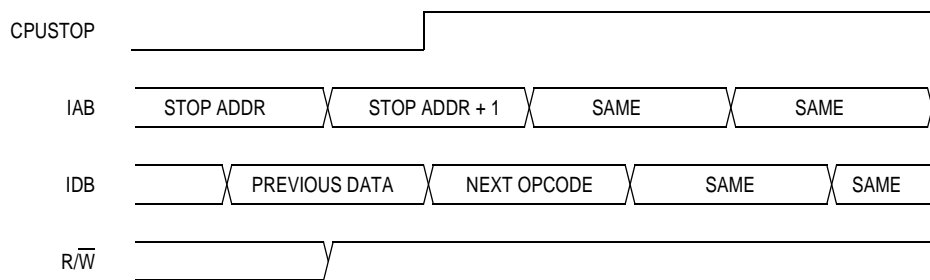 CPUSTOP
IAB STOP ADDR STOP ADDR + 1 SAME SAME
IDB PREVIOUS DATA NEXT OPCODE SAME SAME
R/W̅